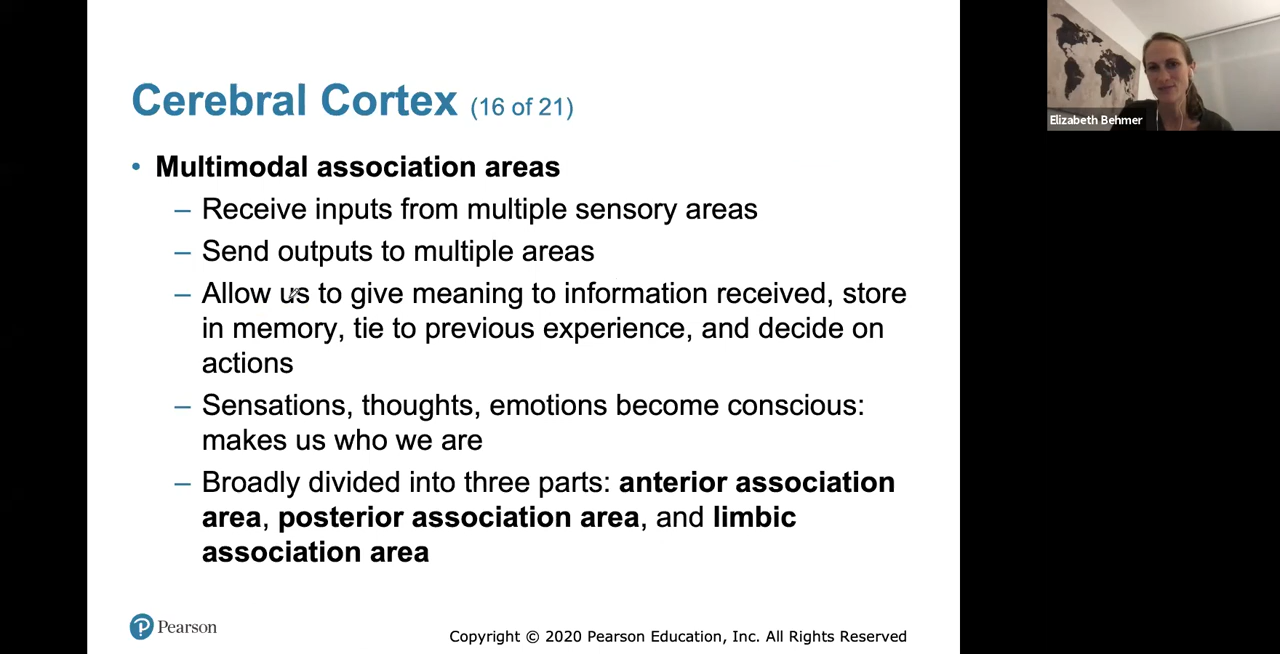 Cerebral Cortex (16 of 21)
• Multimodal association areas
– Receive inputs from multiple sensory areas
– Send outputs to multiple areas
– Allow us to give meaning to information received, store
in memory, tie to previous experience, and decide on
actions
– Sensations, thoughts, emotions become conscious:
makes us who we are
– Broadly divided into three parts: anterior association
area, posterior association area, and limbic
association area
Pearson
Copyright © 2020 Pearson Education, Inc. All Rights Reserved
Elizabeth Behmer